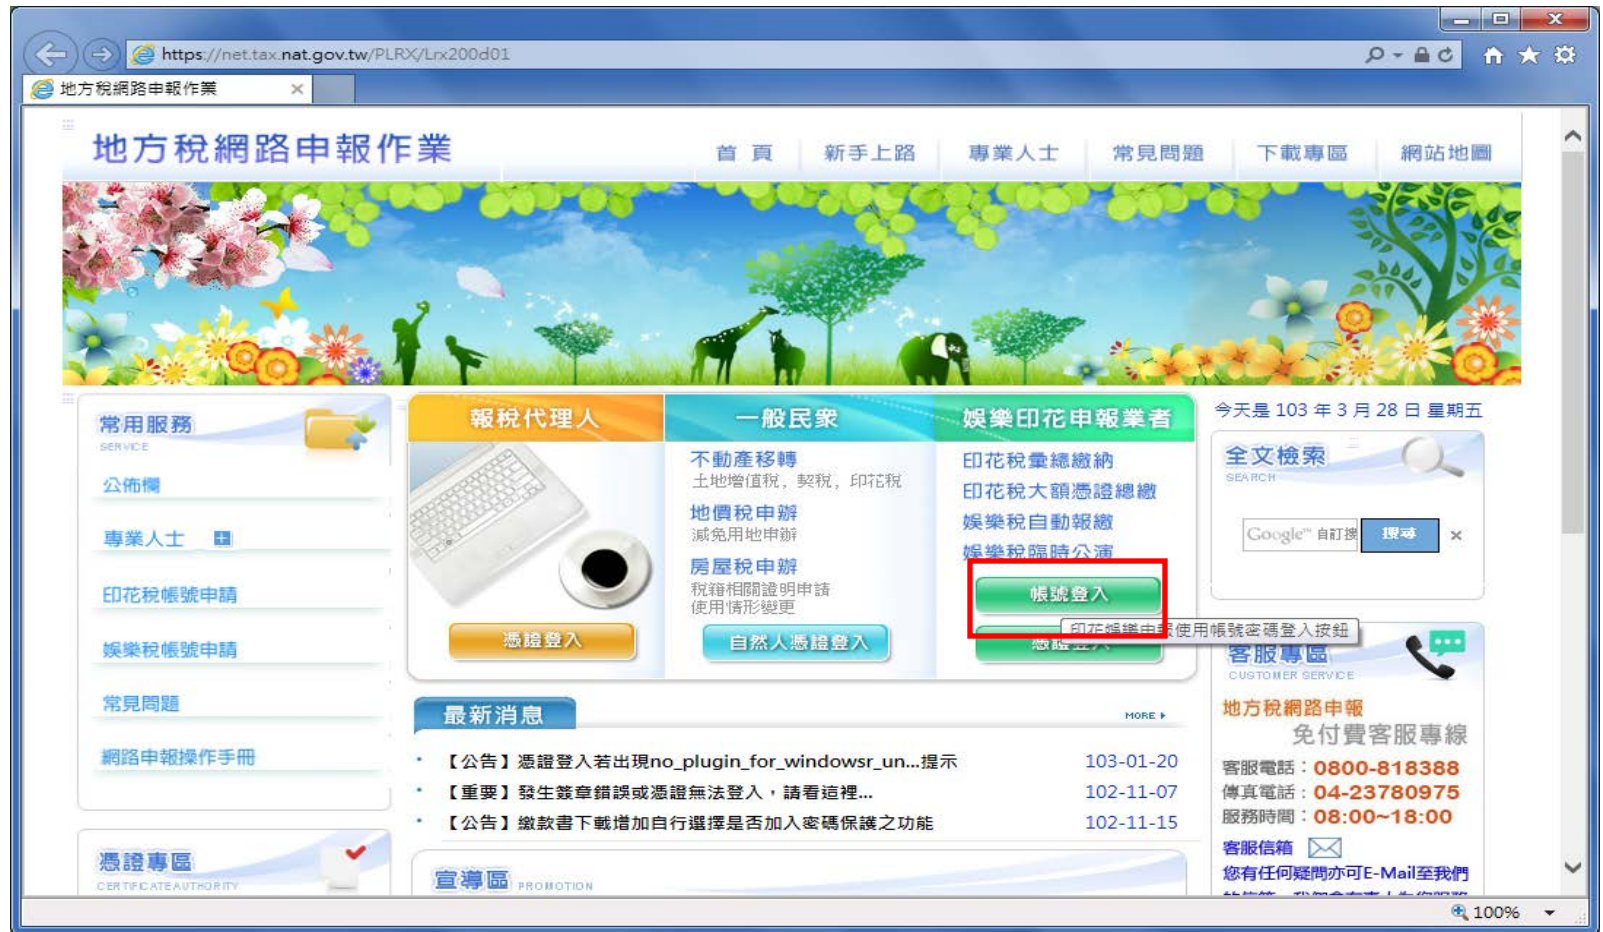 https://net.tax.nat.gov.tw/PLRX/Lrx200d01
地方稅網路申報作業
地方稅網路申報作業
首 頁
新手上路
專業人士
常見問題
下載專區
網站地圖
常用服務
SERVICE
公佈欄
專業人士
印花稅帳號申請
娛樂稅帳號申請
常見問題
網路申報操作手冊
憑證專區
CERTIFICATEAUTHORITY
報稅代理人
憑證登入
一般民眾
不動產移轉
土地增值稅, 契稅, 印花稅
地價稅申辦
減免用地申辦
房屋稅申辦
稅籍相關證明申請
使用情形變更
自然人憑證登入
娛樂印花申報業者
印花稅彙總繳納
印花稅大額憑證總繳
娛樂稅自動報繳
娛樂稅臨時公演
帳號登入
印花娛樂申報使用帳號密碼登入按鈕
憑證登入
最新消息
MORE
【公告】憑證登入若出現no_plugin_for_windowsr_un...提示 103-01-20
【重要】發生簽章錯誤或憑證無法登入，請看這裡... 102-11-07
【公告】繳款書下載增加自行選擇是否加入密碼保護之功能 102-11-15
宣導區 PROMOTION
今天是 103 年 3 月 28 日 星期五
全文檢索
SEARCH
Google™ 自訂搜
搜尋
客服專區
CUSTOMER SERVICE
地方稅網路申報
免付費客服專線
客服電話：0800-818388
傳真電話：04-23780975
服務時間：08:00~18:00
客服信箱
您有任何疑問亦可E-Mail至我們
100%